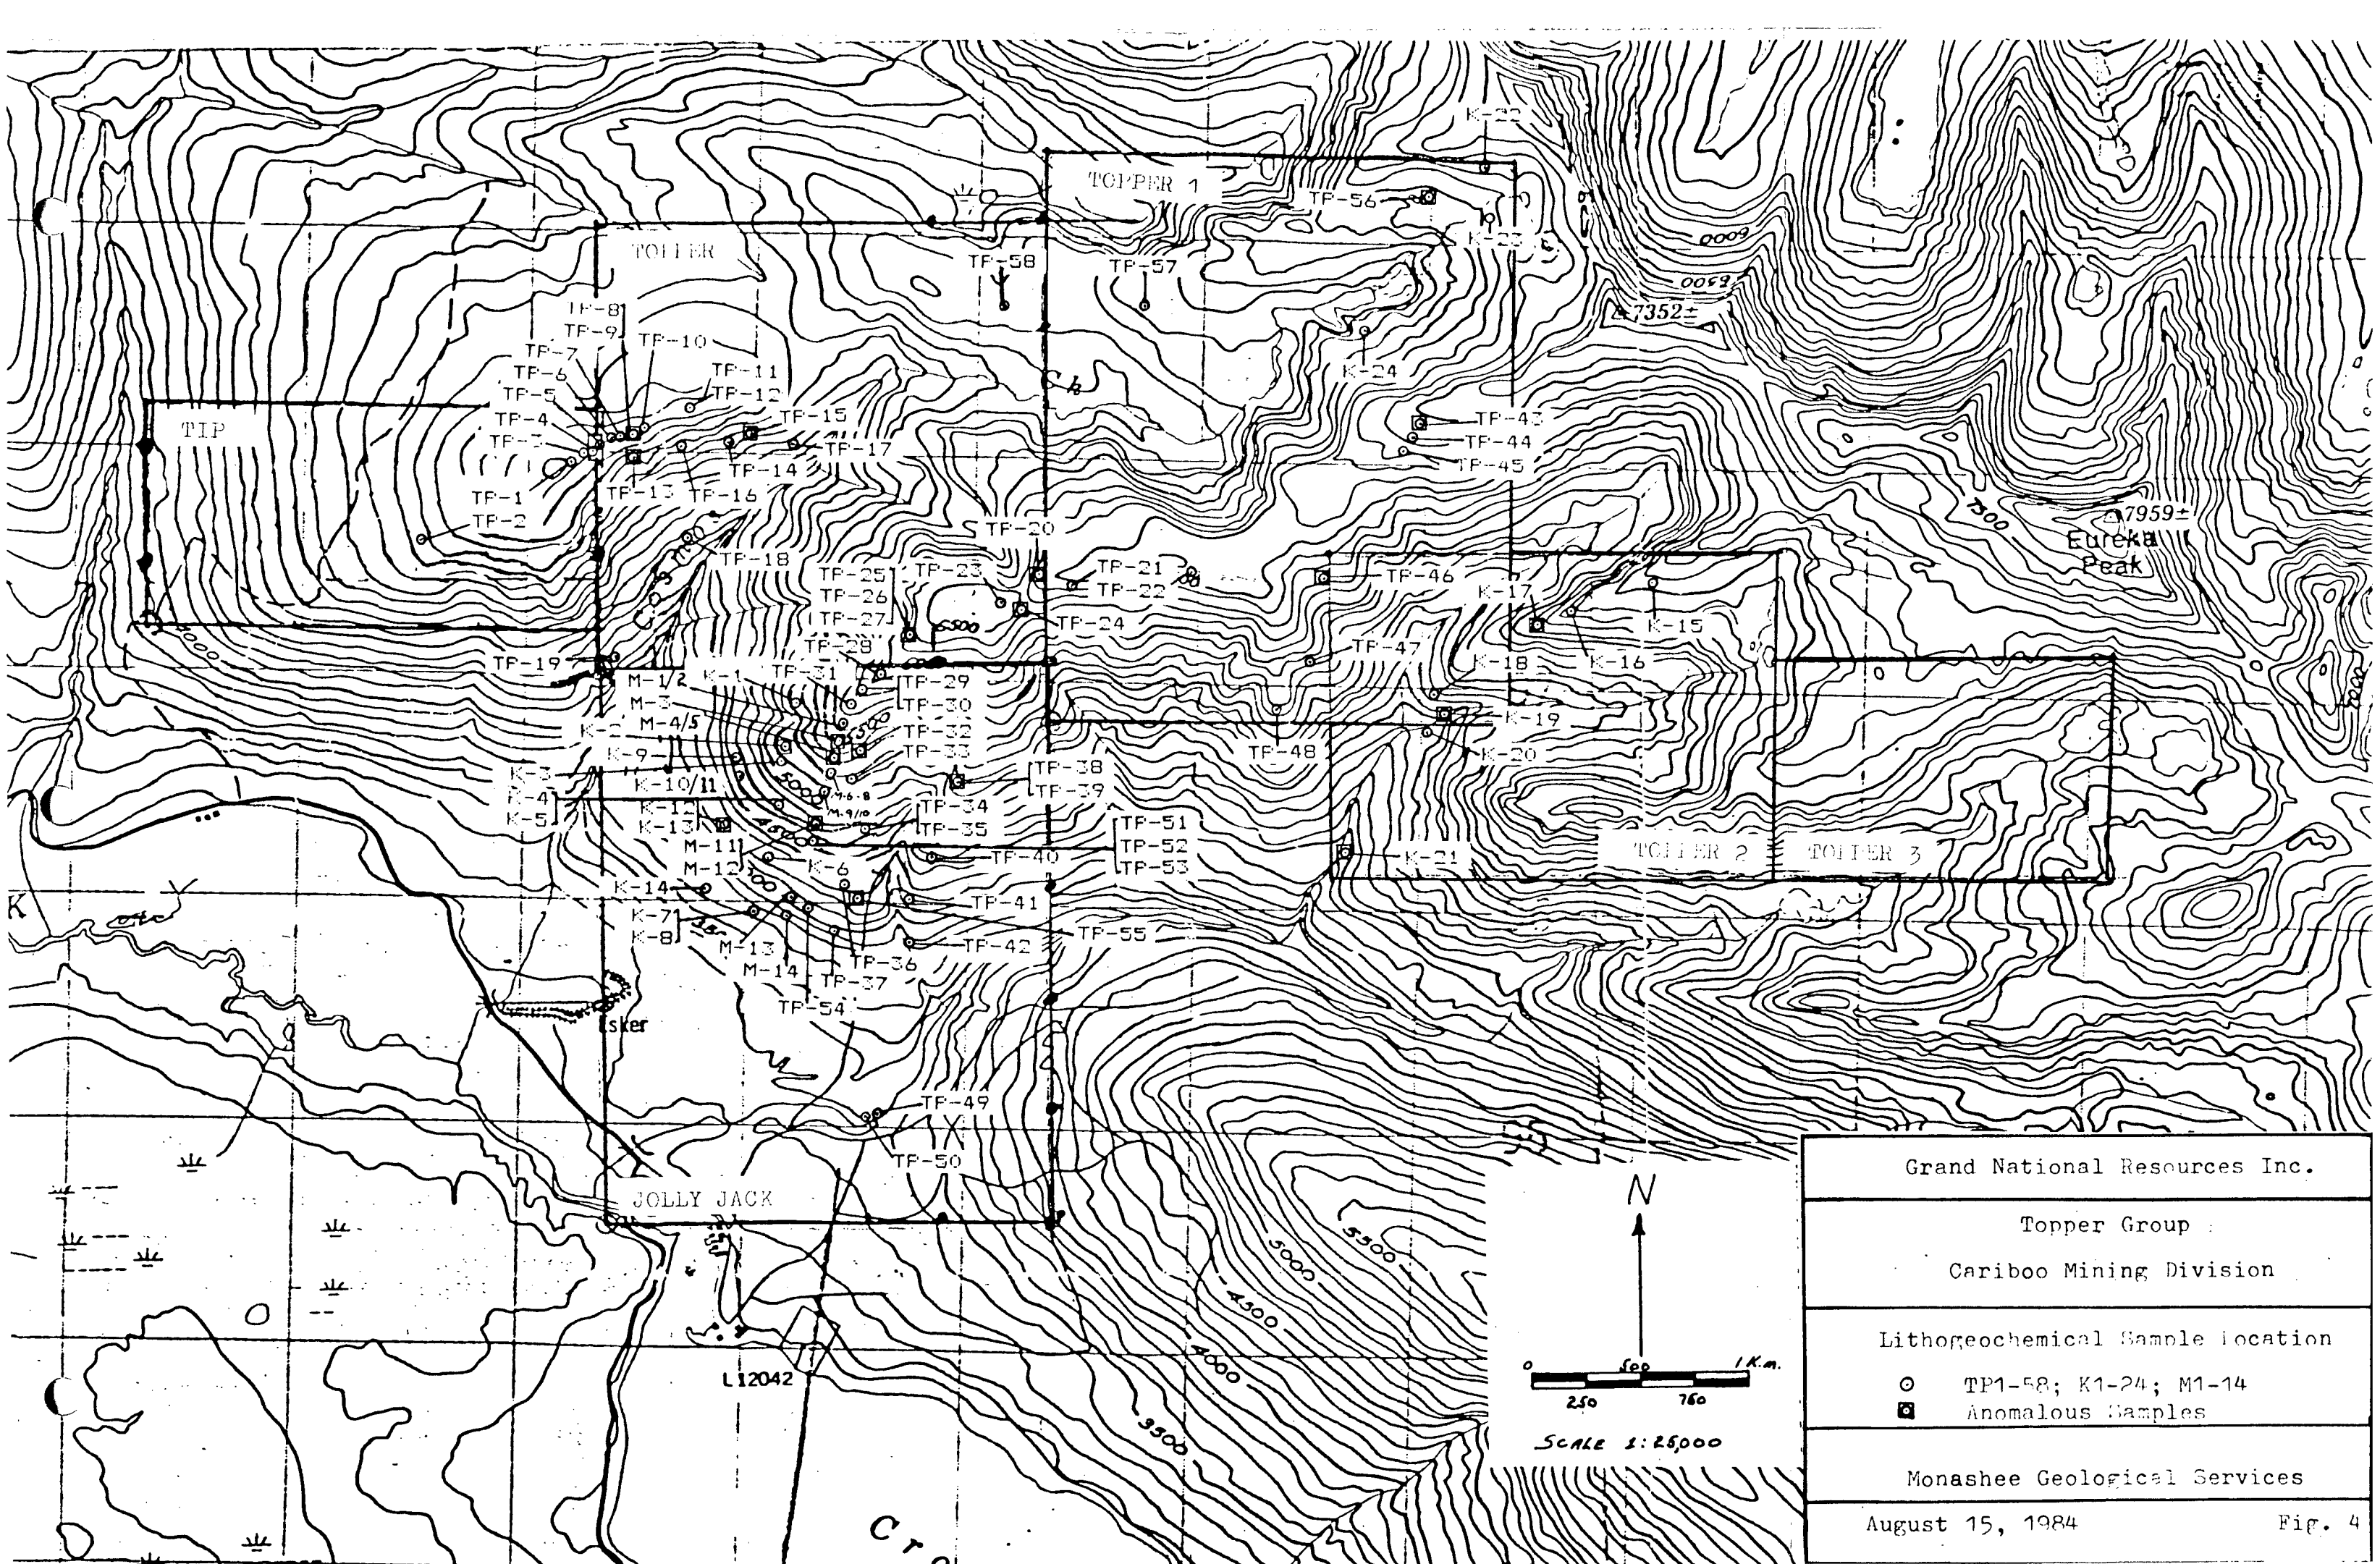 K-22
TOPPER 1
TP-56
K-23
6000
TOPPER
TP-58
TP-57
6500
7352±
TP-8
TP-9
TP-10
TP-7
TP-6
TP-11
K-24
TP-5
TP-12
TP-4
TP-15
TP-43
TIP
TP-3
TP-44
TP-17
TP-14
TP-45
TP-1
TP-13
TP-16
TP-2
7500
7959±
Eureka
Peak
TP-20
TP-18
TP-25
TP-23
TP-21
TP-46
TP-26
TP-22
K-17
TP-27
6500
TP-24
K-15
5000
TP-28
TP-47
TP-19
K-18
K-16
M-1/2
K-1
TP-31
TP-29
M-3
TP-30
M-4/5
K-2
5500
TP-32
K-19
K-9
TP-33
TP-48
K-20
K-3
TP-38
K-10/11
5000
TP-39
K-4
K-12
M-9/10
TP-34
K-5
K-13
4500
TP-35
TP-51
M-11
TP-52
TOPPER 2
TOPPER 3
K-6
TP-40
K-21
M-12
TP-53
K-14
TP-41
K-7
K-8
TP-55
M-13
TP-42
M-14
TP-36
TP-37
TP-54
Esker
TP-49
TP-50
JOLLY JACK
N
5000
5500
4500
4000
3500
L12042
0
500
1 K.m.
250
750
SCALE 1:25,000
Grand National Resources Inc.
Topper Group
Cariboo Mining Division
Lithogeochemical Sample Location
TP1-58; K1-24; M1-14
Anomalous Samples
Monashee Geological Services
August 15, 1984
Fig. 4